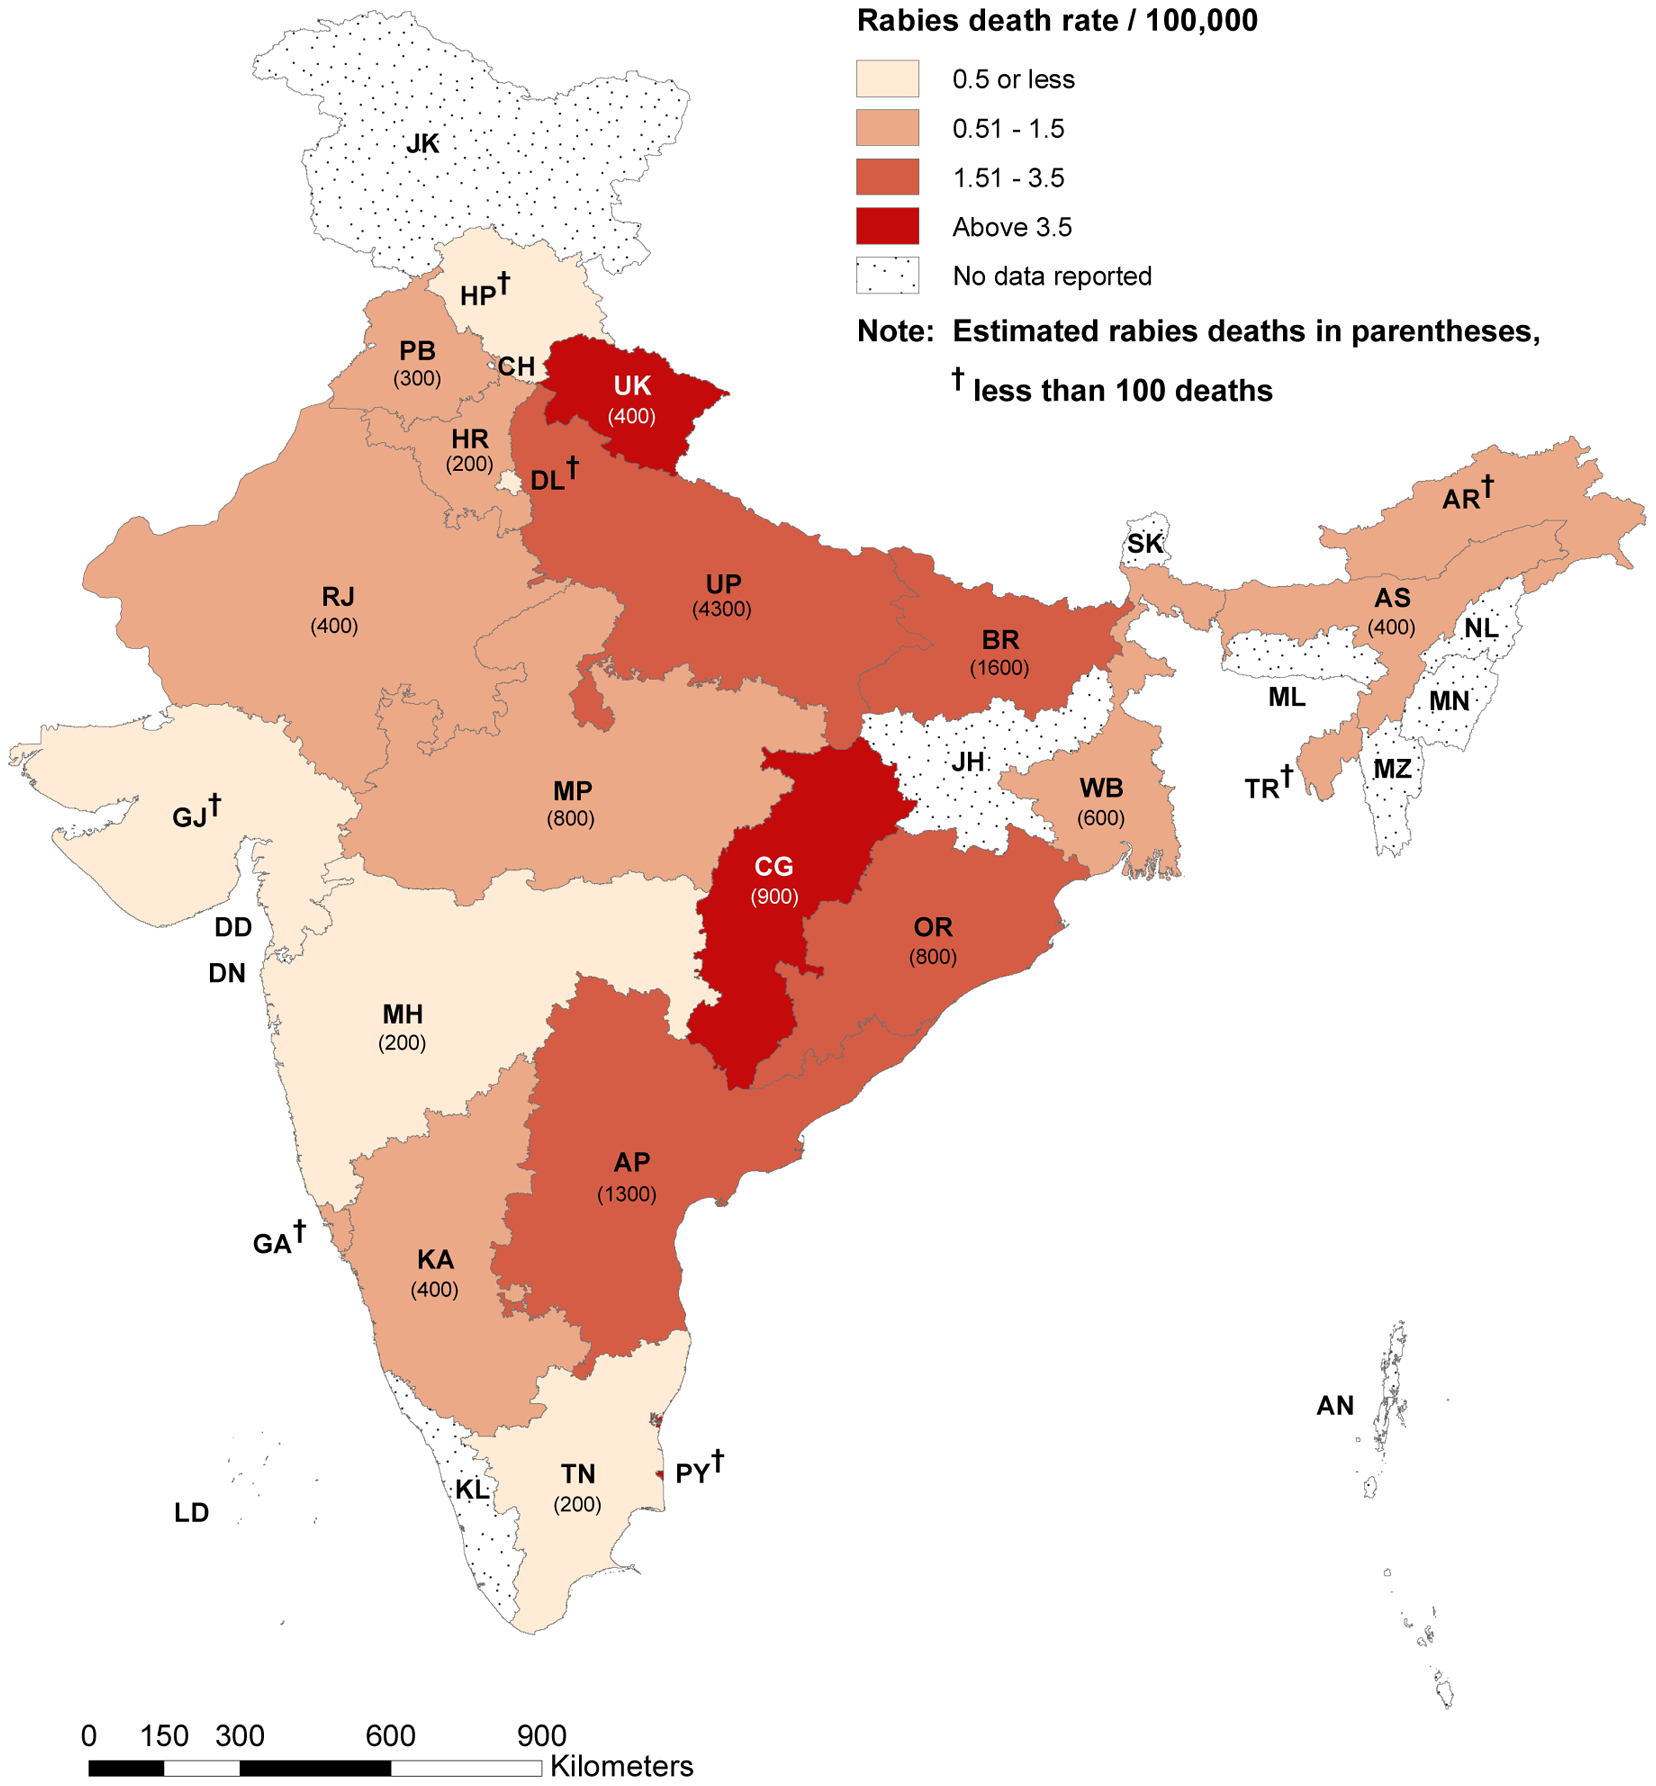 Rabies death rate / 100,000
0.5 or less
0.51 - 1.5
1.51 - 3.5
Above 3.5
No data reported
Note: Estimated rabies deaths in parentheses,
† less than 100 deaths
JK
HP†
PB
(300)
CH
UK
(400)
HR
(200)
DL†
AR†
SK
RJ
(400)
UP
(4300)
AS
(400)
NL
BR
(1600)
ML
MN
JH
MZ
TR†
GJ†
MP
(800)
WB
(600)
CG
(900)
DD
OR
(800)
DN
MH
(200)
AP
(1300)
GA†
KA
(400)
AN
PY†
TN
(200)
KL
LD
0 150 300 600 900
Kilometers